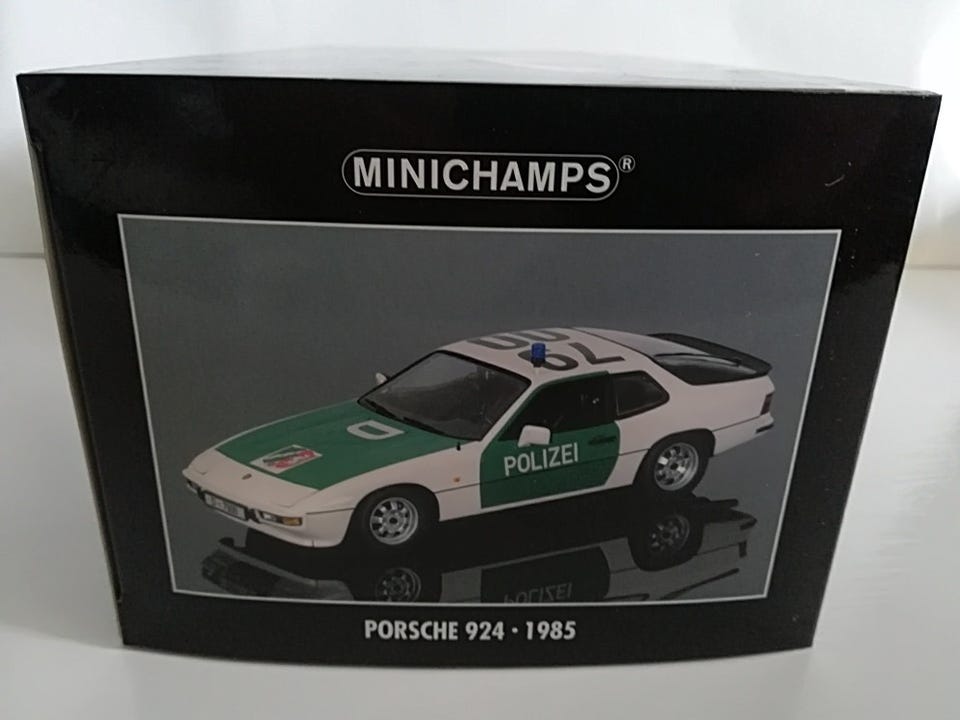 MINICHAMPS®
POLIZEI
PORSCHE 924 · 1985